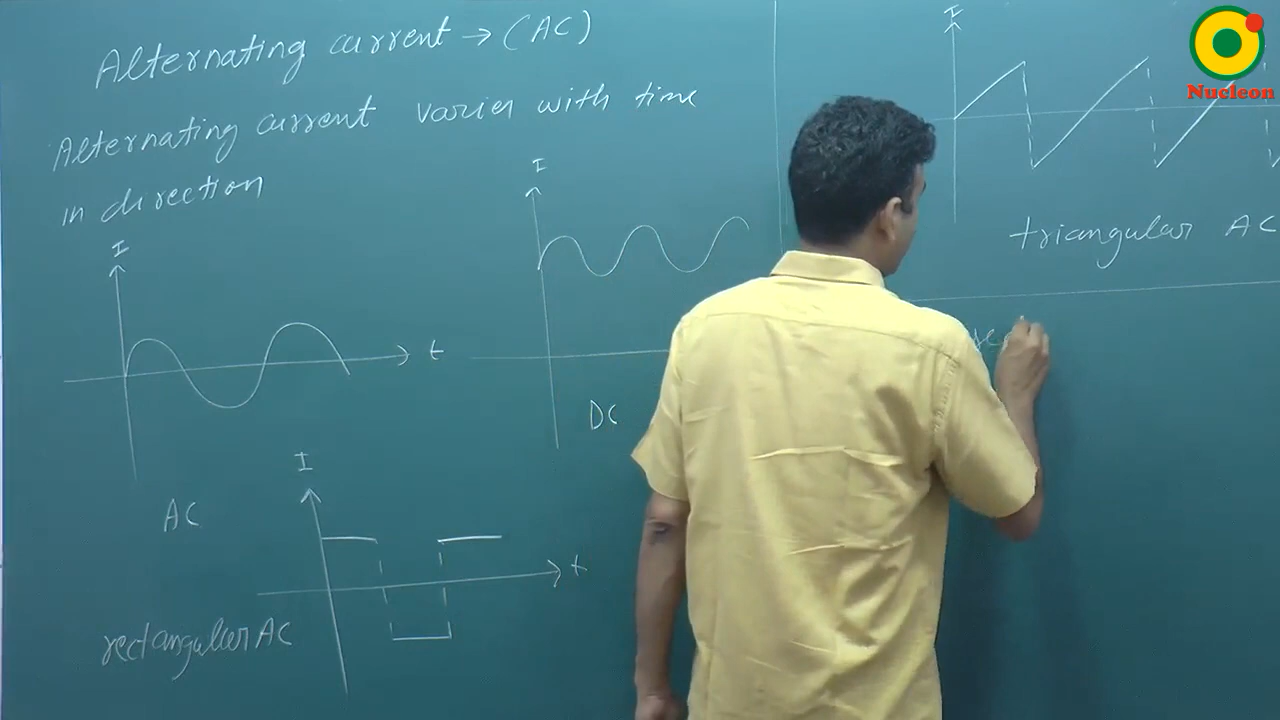 Alternating current → (AC)
Alternating current varies with time
in direction
I
t
AC
I
DC
I
t
rectangular AC
I
triangular AC
Nucleon